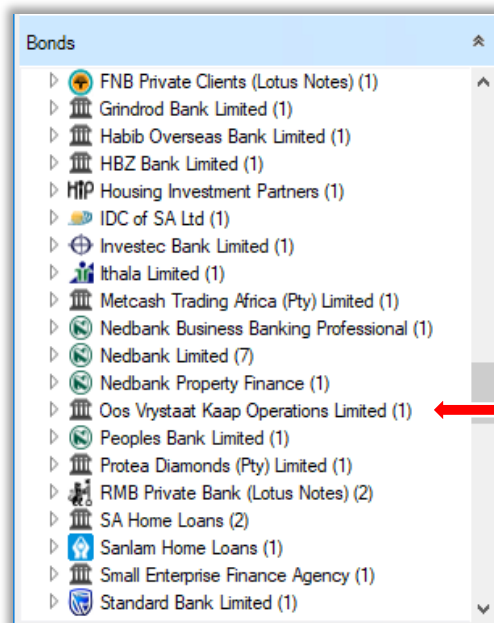 Bonds
FNB Private Clients (Lotus Notes) (1)
Grindrod Bank Limited (1)
Habib Overseas Bank Limited (1)
HBZ Bank Limited (1)
HIP Housing Investment Partners (1)
IDC of SA Ltd (1)
Investec Bank Limited (1)
Ithala Limited (1)
Metcash Trading Africa (Pty) Limited (1)
Nedbank Business Banking Professional (1)
Nedbank Limited (7)
Nedbank Property Finance (1)
Oos Vrystaat Kaap Operations Limited (1)
Peoples Bank Limited (1)
Protea Diamonds (Pty) Limited (1)
RMB Private Bank (Lotus Notes) (2)
SA Home Loans (2)
Sanlam Home Loans (1)
Small Enterprise Finance Agency (1)
Standard Bank Limited (1)